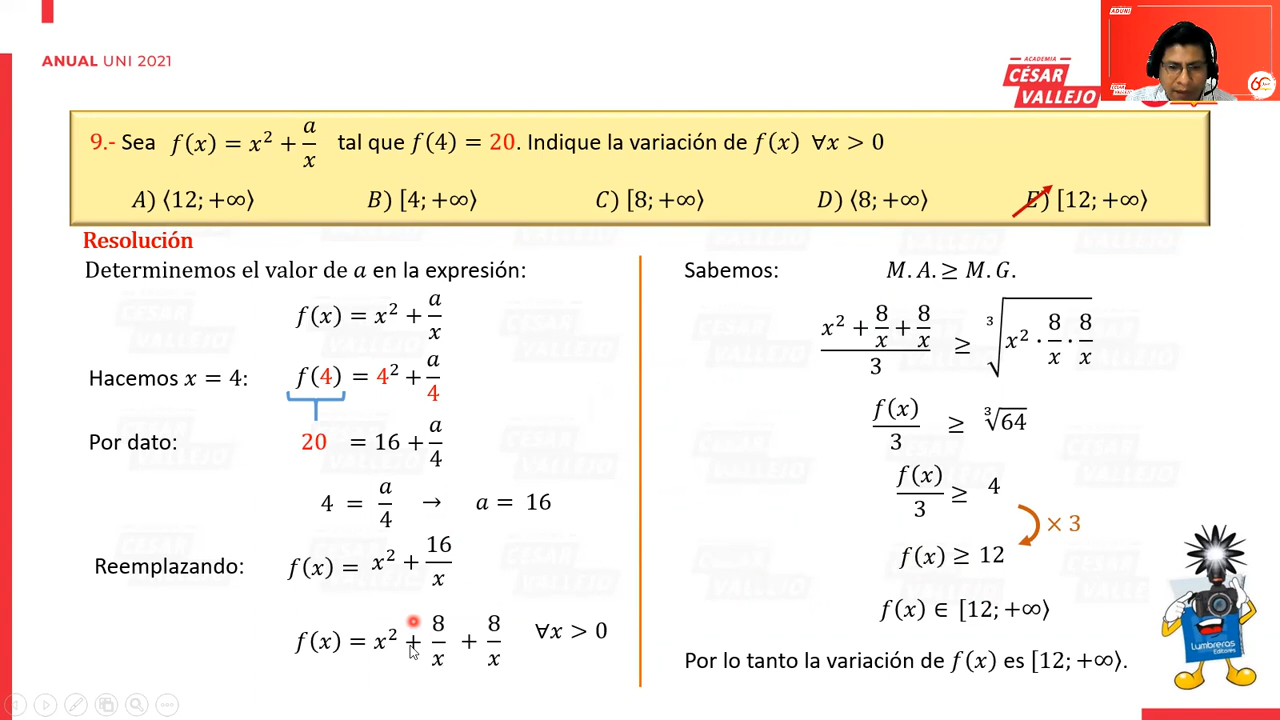 ANUAL UNI 2021
ADUNI
ACADEMIA
CÉSAR
VALLEJO
60
9.- Sea f(x) = x² + a/x tal que f(4) = 20. Indique la variación de f(x) ∀x > 0
A) ⟨12; +∞⟩ B) [4; +∞⟩ C) [8; +∞⟩ D) ⟨8; +∞⟩ E) [12; +∞⟩
Resolución
Determinemos el valor de a en la expresión:
f(x) = x² + a/x
Hacemos x = 4: f(4) = 4² + a/4
Por dato: 20 = 16 + a/4
4 = a/4 → a = 16
Reemplazando: f(x) = x² + 16/x
f(x) = x² + 8/x + 8/x ∀x > 0
Sabemos: M.A. ≥ M.G.
(x² + 8/x + 8/x)/3 ≥ ∛(x² · 8/x · 8/x)
f(x)/3 ≥ ∛64
f(x)/3 ≥ 4
× 3
f(x) ≥ 12
f(x) ∈ [12; +∞⟩
Por lo tanto la variación de f(x) es [12; +∞⟩.
Lumbreras
Editores